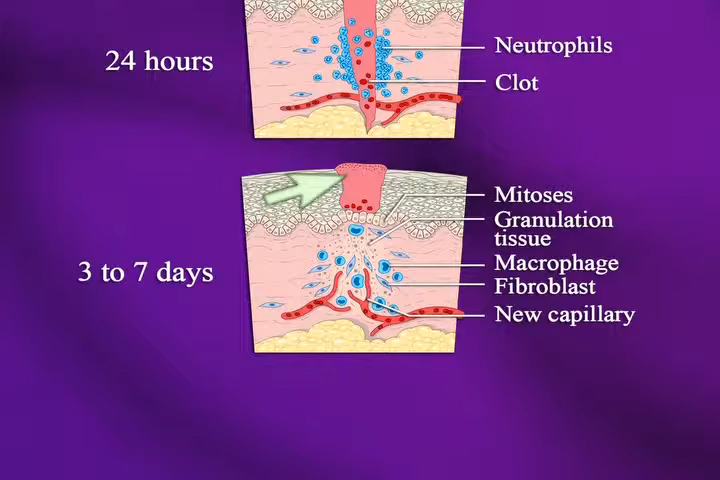 24 hours
Neutrophils
Clot
3 to 7 days
Mitoses
Granulation
tissue
Macrophage
Fibroblast
New capillary